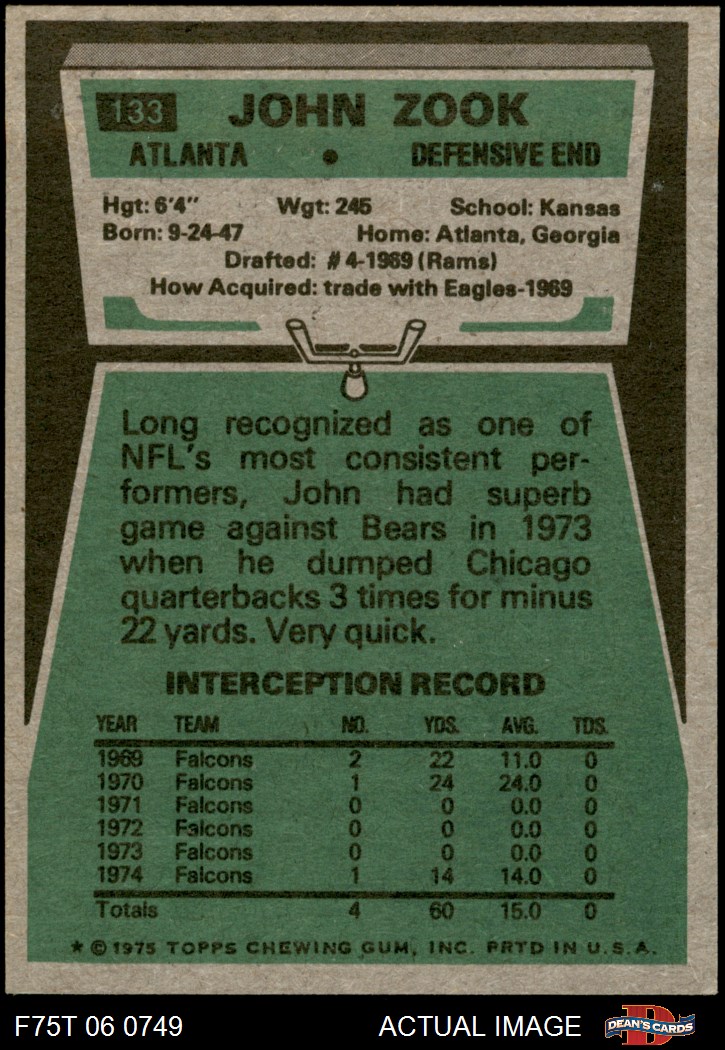 133 JOHN ZOOK
ATLANTA • DEFENSIVE END
Hgt: 6'4" Wgt: 245 School: Kansas
Born: 9-24-47 Home: Atlanta, Georgia
Drafted: #4-1969 (Rams)
How Acquired: trade with Eagles-1969
Long recognized as one of
NFL's most consistent per-
formers, John had superb
game against Bears in 1973
when he dumped Chicago
quarterbacks 3 times for minus
22 yards. Very quick.
INTERCEPTION RECORD
YEAR TEAM NO. YDS. AVG. TDS.
1969 Falcons 2 22 11.0 0
1970 Falcons 1 24 24.0 0
1971 Falcons 0 0 0.0 0
1972 Falcons 0 0 0.0 0
1973 Falcons 0 0 0.0 0
1974 Falcons 1 14 14.0 0
Totals 4 60 15.0 0
★ © 1975 TOPPS CHEWING GUM, INC. PRTD IN U.S.A.
F75T 06 0749 ACTUAL IMAGE D DEAN'S CARDS